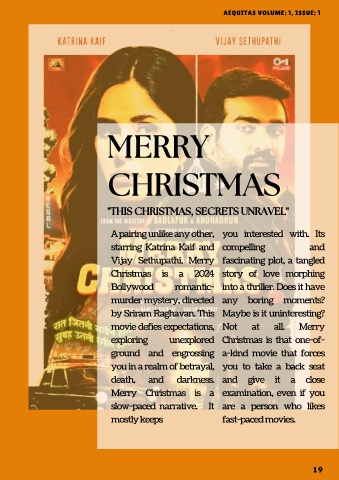 AEQUITAS VOLUME: 1, ISSUE: 1
KATRINA KAIF
VIJAY SETHUPATHI
MERRY
CHRISTMAS
"THIS CHRISTMAS, SECRETS UNRAVEL"
FROM THE DIRECTOR OF BADLAPUR & ANDHADHUN
A pairing unlike any other,
starring Katrina Kaif and
Vijay Sethupathi, Merry
Christmas is a 2024
Bollywood romantic-
murder mystery, directed
by Sriram Raghavan. This
movie defies expectations,
exploring unexplored
ground and engrossing
you in a realm of betrayal,
death, and darkness.
Merry Christmas is a
slow-paced narrative. It
mostly keeps
you interested with. Its
compelling and
fascinating plot, a tangled
story of love morphing
into a thriller. Does it have
any boring moments?
Maybe is it uninteresting?
Not at all. Merry
Christmas is that one-of-
a-kind movie that forces
you to take a back seat
and give it a close
examination, even if you
are a person who likes
fast-paced movies.
रात जितनी
सुबह उतनी
19